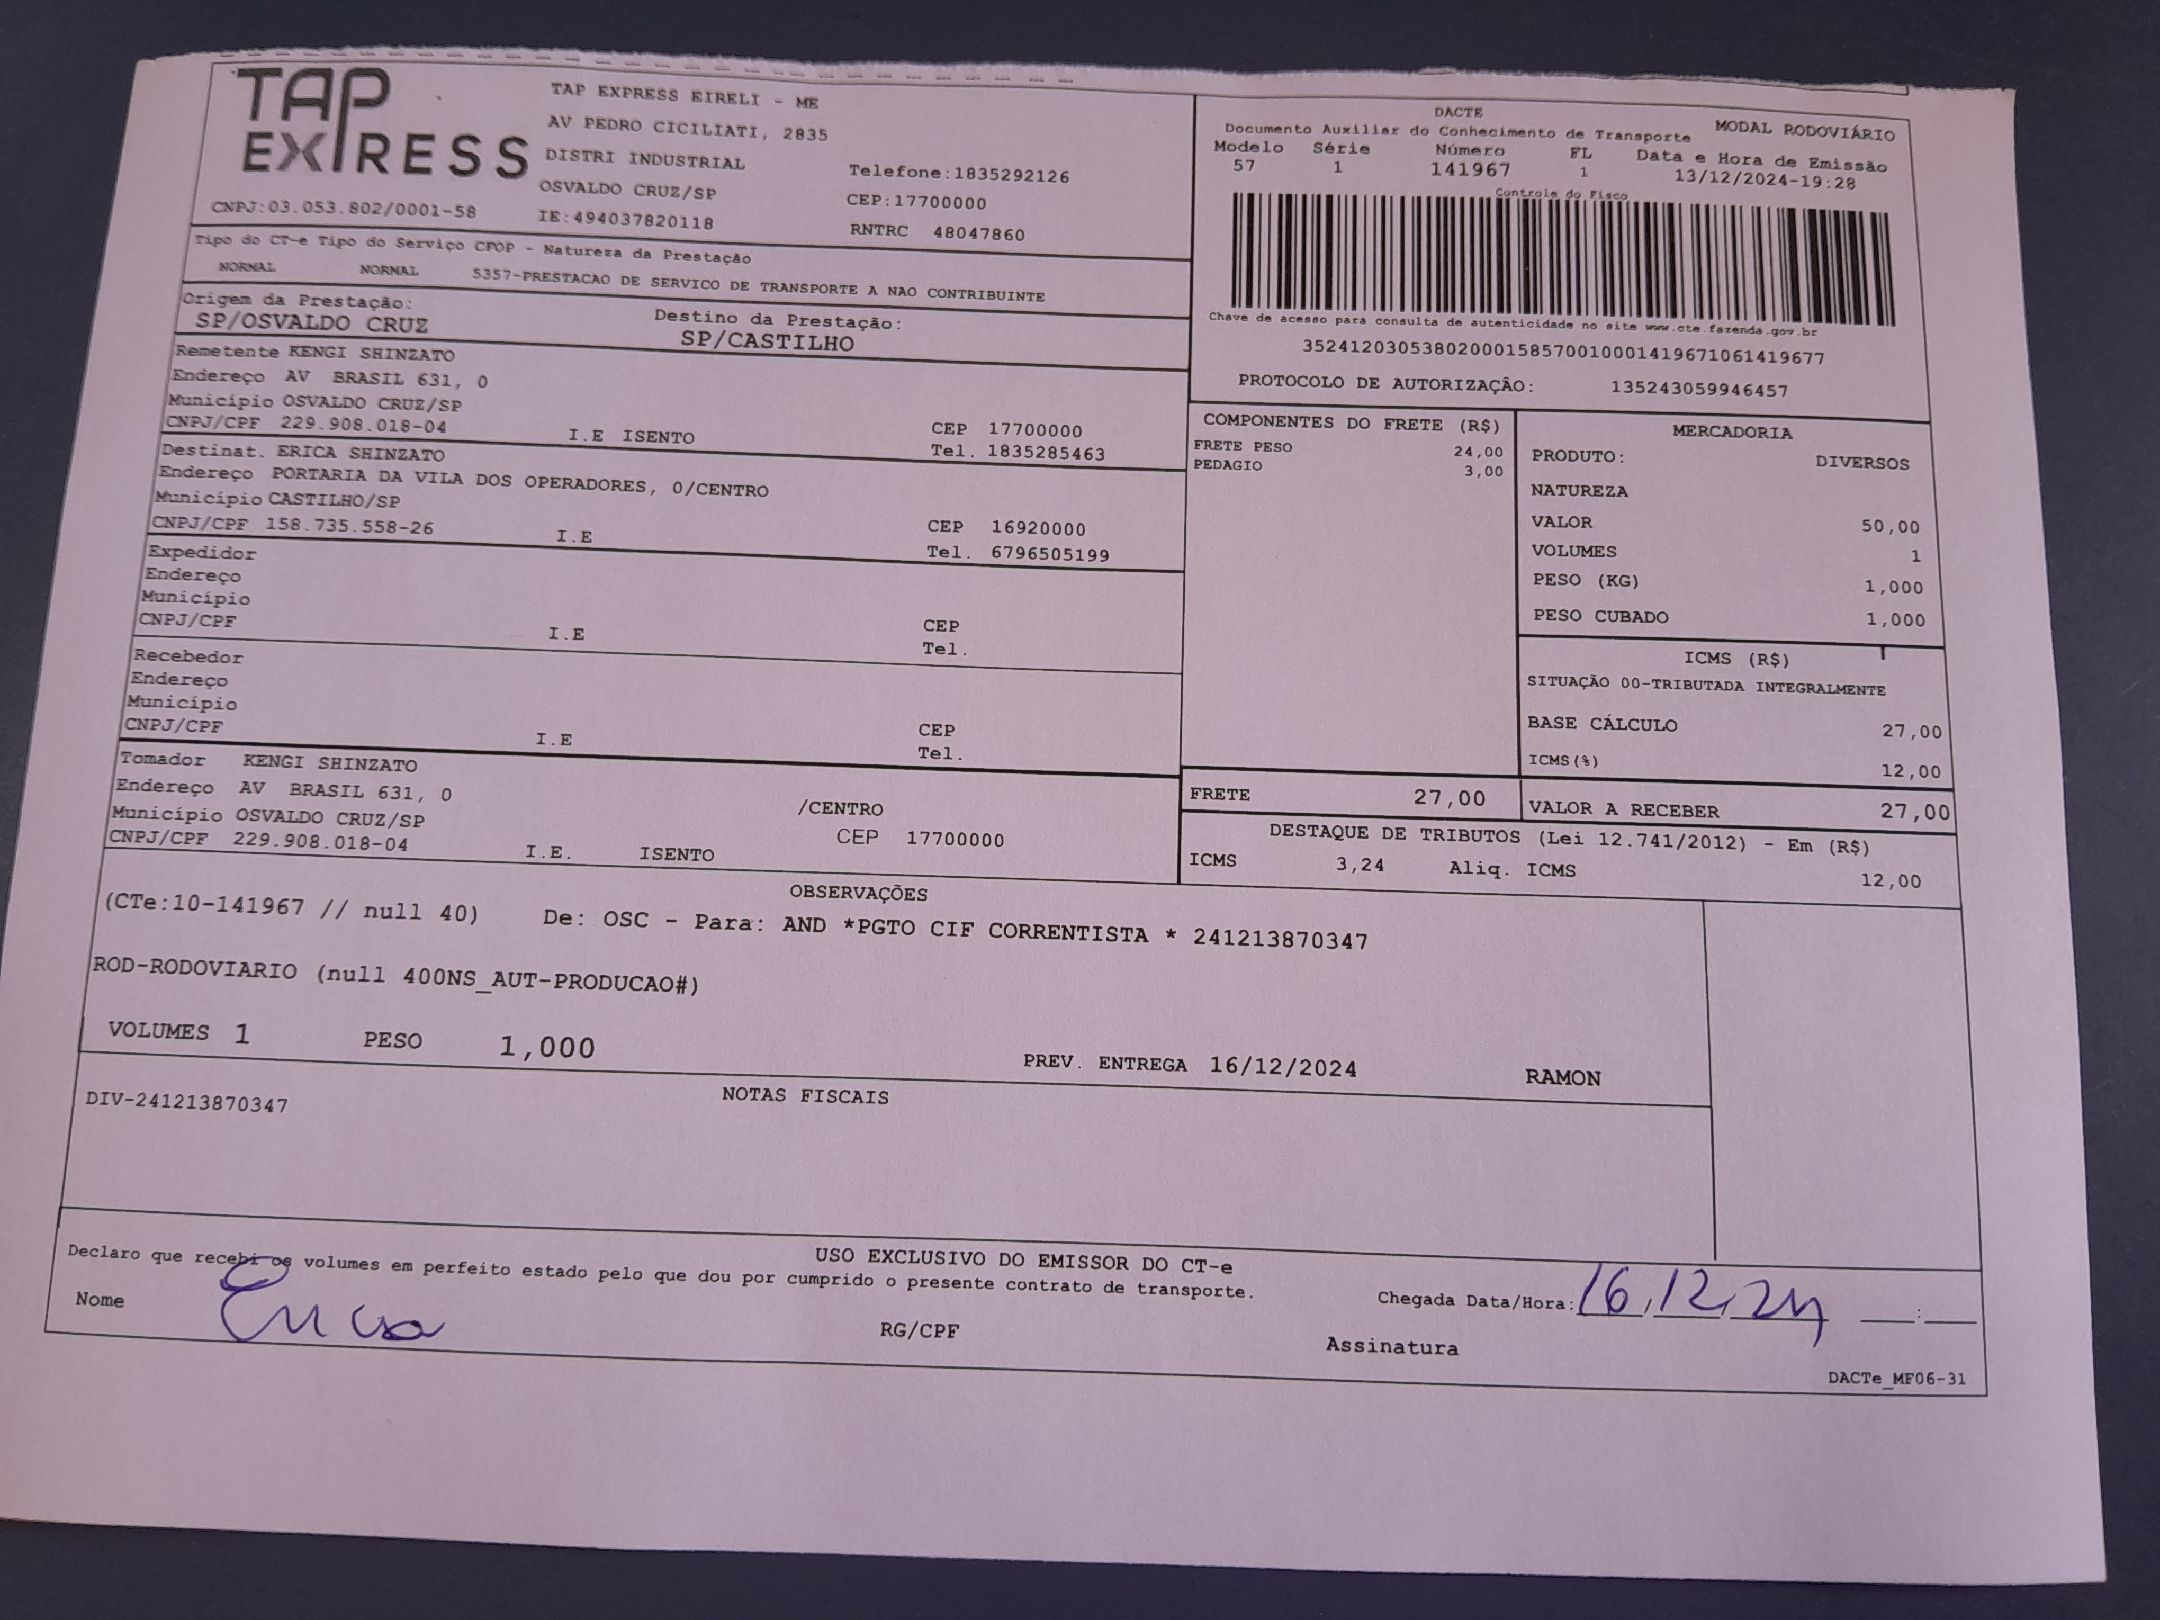 TAP
EXPRESS
TAP EXPRESS EIRELI - ME
AV PEDRO CICILIATI, 2835
DISTRI INDUSTRIAL
Telefone:1835292126
OSVALDO CRUZ/SP
CEP:17700000
CNPJ:03.053.802/0001-58
IE:494037820118
RNTRC 48047860
DACTE
Documento Auxiliar do Conhecimento de Transporte
MODAL RODOVIÁRIO
Modelo Série Número FL Data e Hora de Emissão
57 1 141967 1 13/12/2024-19:28
Controle do Fisco
Chave de acesso para consulta de autenticidade no site www.cte.fazenda.gov.br
35241203053802000158570010001419671061419677
PROTOCOLO DE AUTORIZAÇÃO: 135243059946457
Tipo do CT-e Tipo do Serviço CFOP - Natureza da Prestação
NORMAL NORMAL 5357-PRESTACAO DE SERVICO DE TRANSPORTE A NAO CONTRIBUINTE
Origem da Prestação: Destino da Prestação:
SP/OSVALDO CRUZ SP/CASTILHO
Remetente KENGI SHINZATO
Endereço AV BRASIL 631, 0
Município OSVALDO CRUZ/SP
CEP 17700000
CNPJ/CPF 229.908.018-04 I.E ISENTO Tel. 1835285463
Destinat. ERICA SHINZATO
Endereço PORTARIA DA VILA DOS OPERADORES, 0/CENTRO
Município CASTILHO/SP
CEP 16920000
CNPJ/CPF 158.735.558-26 I.E Tel. 6796505199
Expedidor
Endereço
Município
CEP
CNPJ/CPF I.E Tel.
Recebedor
Endereço
Município
CEP
CNPJ/CPF I.E Tel.
Tomador KENGI SHINZATO
Endereço AV BRASIL 631, 0 /CENTRO
Município OSVALDO CRUZ/SP CEP 17700000
CNPJ/CPF 229.908.018-04 I.E. ISENTO
COMPONENTES DO FRETE (R$)
FRETE PESO 24,00
PEDAGIO 3,00
MERCADORIA
PRODUTO: DIVERSOS
NATUREZA
VALOR 50,00
VOLUMES 1
PESO (KG) 1,000
PESO CUBADO 1,000
ICMS (R$)
SITUAÇÃO 00-TRIBUTADA INTEGRALMENTE
BASE CÁLCULO 27,00
ICMS(%) 12,00
FRETE 27,00
VALOR A RECEBER 27,00
DESTAQUE DE TRIBUTOS (Lei 12.741/2012) - Em (R$)
ICMS 3,24 Aliq. ICMS 12,00
OBSERVAÇÕES
(CTe:10-141967 // null 40) De: OSC - Para: AND *PGTO CIF CORRENTISTA * 241213870347
ROD-RODOVIARIO (null 400NS_AUT-PRODUCAO#)
VOLUMES 1 PESO 1,000 PREV. ENTREGA 16/12/2024 RAMON
NOTAS FISCAIS
DIV-241213870347
USO EXCLUSIVO DO EMISSOR DO CT-e
Declaro que recebi os volumes em perfeito estado pelo que dou por cumprido o presente contrato de transporte.
Chegada Data/Hora: 16,12,24 :
Nome Erica RG/CPF Assinatura
DACTe_MF06-31